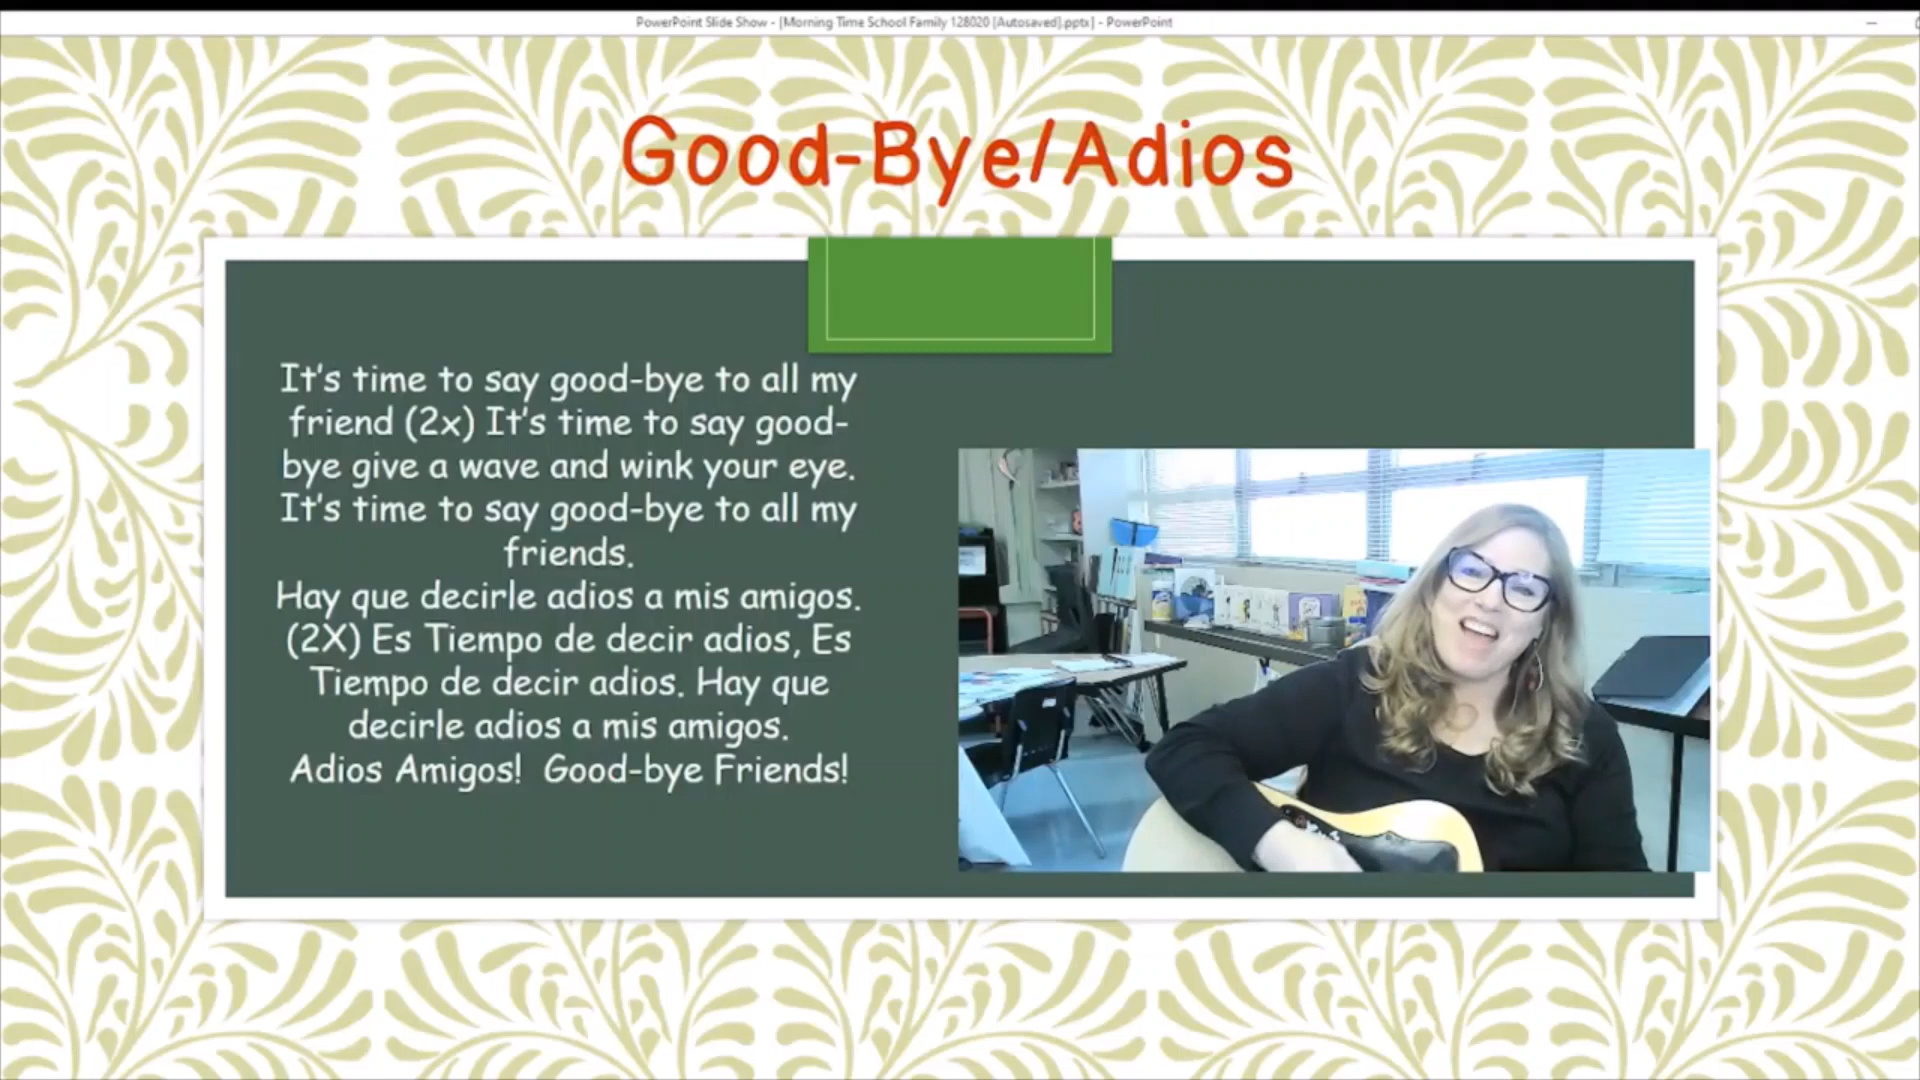 PowerPoint Slide Show - [Morning Time School Family 128020 [Autosaved].pptx] - PowerPoint
Good-Bye/Adios
It's time to say good-bye to all my
friend (2x) It's time to say good-
bye give a wave and wink your eye.
It's time to say good-bye to all my
friends.
Hay que decirle adios a mis amigos.
(2X) Es Tiempo de decir adios, Es
Tiempo de decir adios. Hay que
decirle adios a mis amigos.
Adios Amigos!  Good-bye Friends!